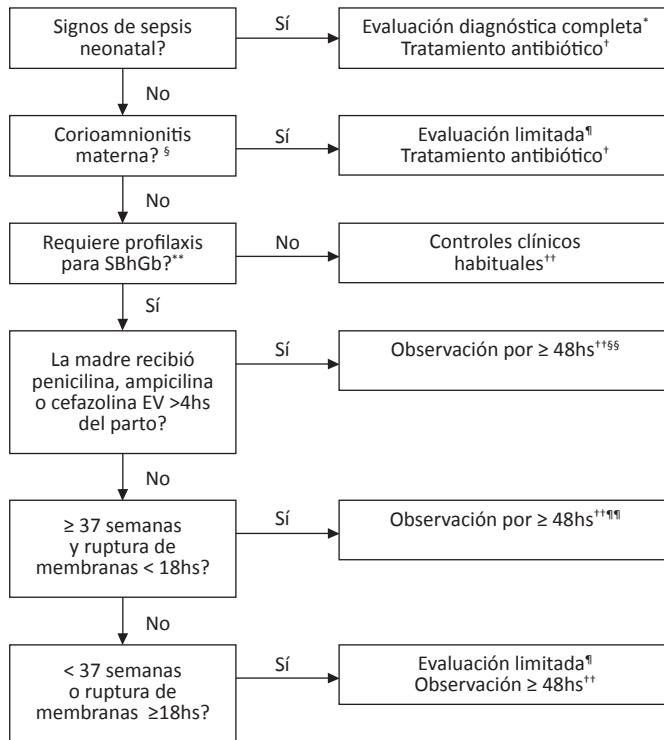 Signos de sepsis
neonatal?
Sí
Evaluación diagnóstica completa*
Tratamiento antibiótico†
No
Corioamnionitis
materna? §
Sí
Evaluación limitada¶
Tratamiento antibiótico†
No
Requiere profilaxis
para SBhGb?**
No
Controles clínicos
habituales††
Sí
La madre recibió
penicilina, ampicilina
o cefazolina EV >4hs
del parto?
Sí
Observación por ≥ 48hs††§§
No
≥ 37 semanas
y ruptura de
membranas < 18hs?
Sí
Observación por ≥ 48hs††¶¶
No
< 37 semanas
o ruptura de
membranas ≥18hs?
Sí
Evaluación limitada¶
Observación ≥ 48hs††